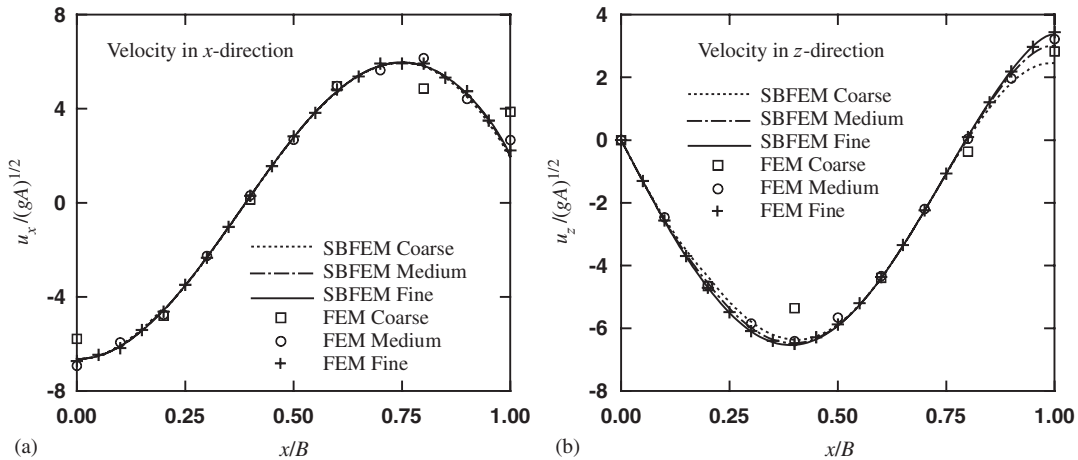 8
4
0
-4
-8
u_x/(gA)^{1/2}
Velocity in x-direction
SBFEM Coarse
SBFEM Medium
SBFEM Fine
FEM Coarse
FEM Medium
FEM Fine
0.00 0.25 0.50 0.75 1.00
(a) x/B
4
2
0
-2
-4
-6
-8
u_z/(gA)^{1/2}
Velocity in z-direction
SBFEM Coarse
SBFEM Medium
SBFEM Fine
FEM Coarse
FEM Medium
FEM Fine
0.00 0.25 0.50 0.75 1.00
(b) x/B